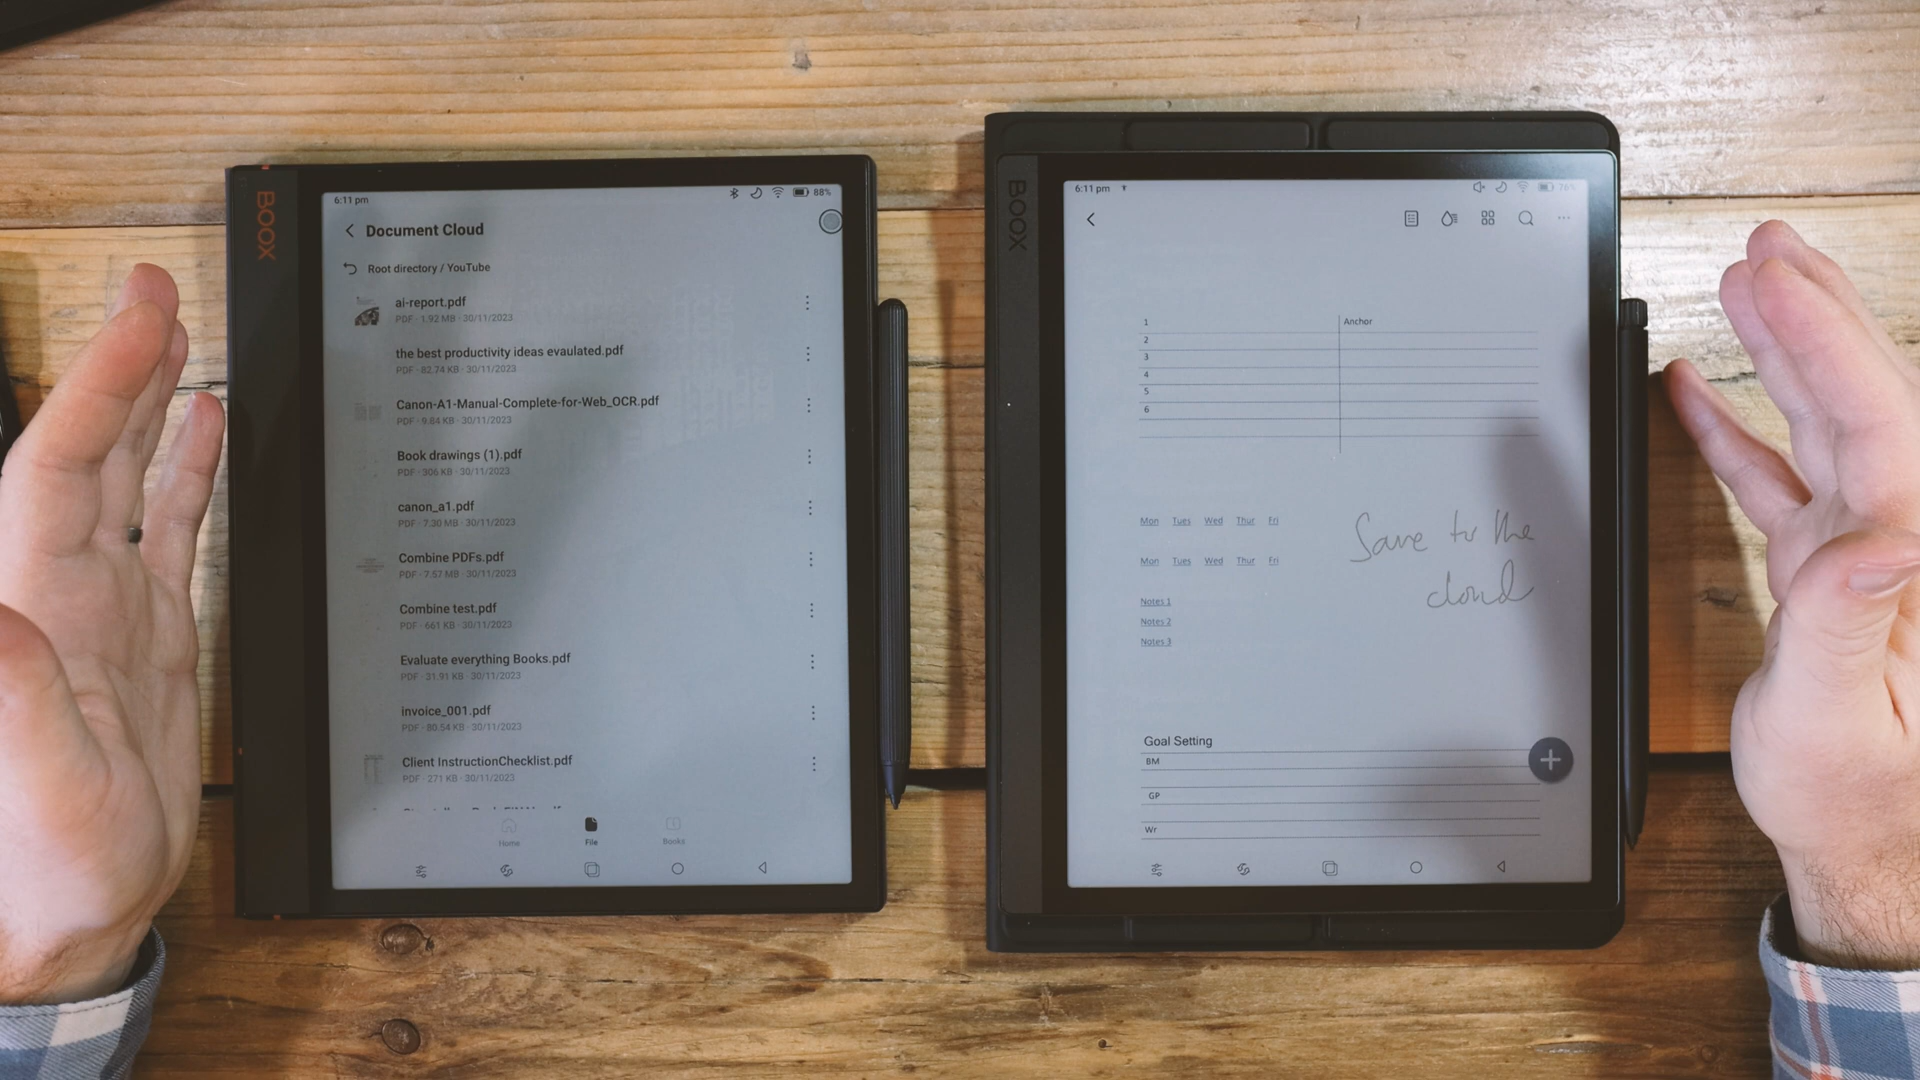 BOOX
6:11 pm
88%
Document Cloud
Root directory / YouTube
ai-report.pdf
PDF · 1.92 MB · 30/11/2023
the best productivity ideas evaulated.pdf
PDF · 82.74 KB · 30/11/2023
Canon-A1-Manual-Complete-for-Web_OCR.pdf
PDF · 9.84 KB · 30/11/2023
Book drawings (1).pdf
PDF · 306 KB · 30/11/2023
canon_a1.pdf
PDF · 7.30 MB · 30/11/2023
Combine PDFs.pdf
PDF · 7.57 MB · 30/11/2023
Combine test.pdf
PDF · 661 KB · 30/11/2023
Evaluate everything Books.pdf
PDF · 31.91 KB · 30/11/2023
invoice_001.pdf
PDF · 80.54 KB · 30/11/2023
Client InstructionChecklist.pdf
PDF · 271 KB · 30/11/2023
Home File Books
BOOX
6:11 pm
76%
1 Anchor
2
3
4
5
6
Mon Tues Wed Thur Fri
Mon Tues Wed Thur Fri
Save to the
cloud
Notes 1
Notes 2
Notes 3
Goal Setting
BM
GP
Wr